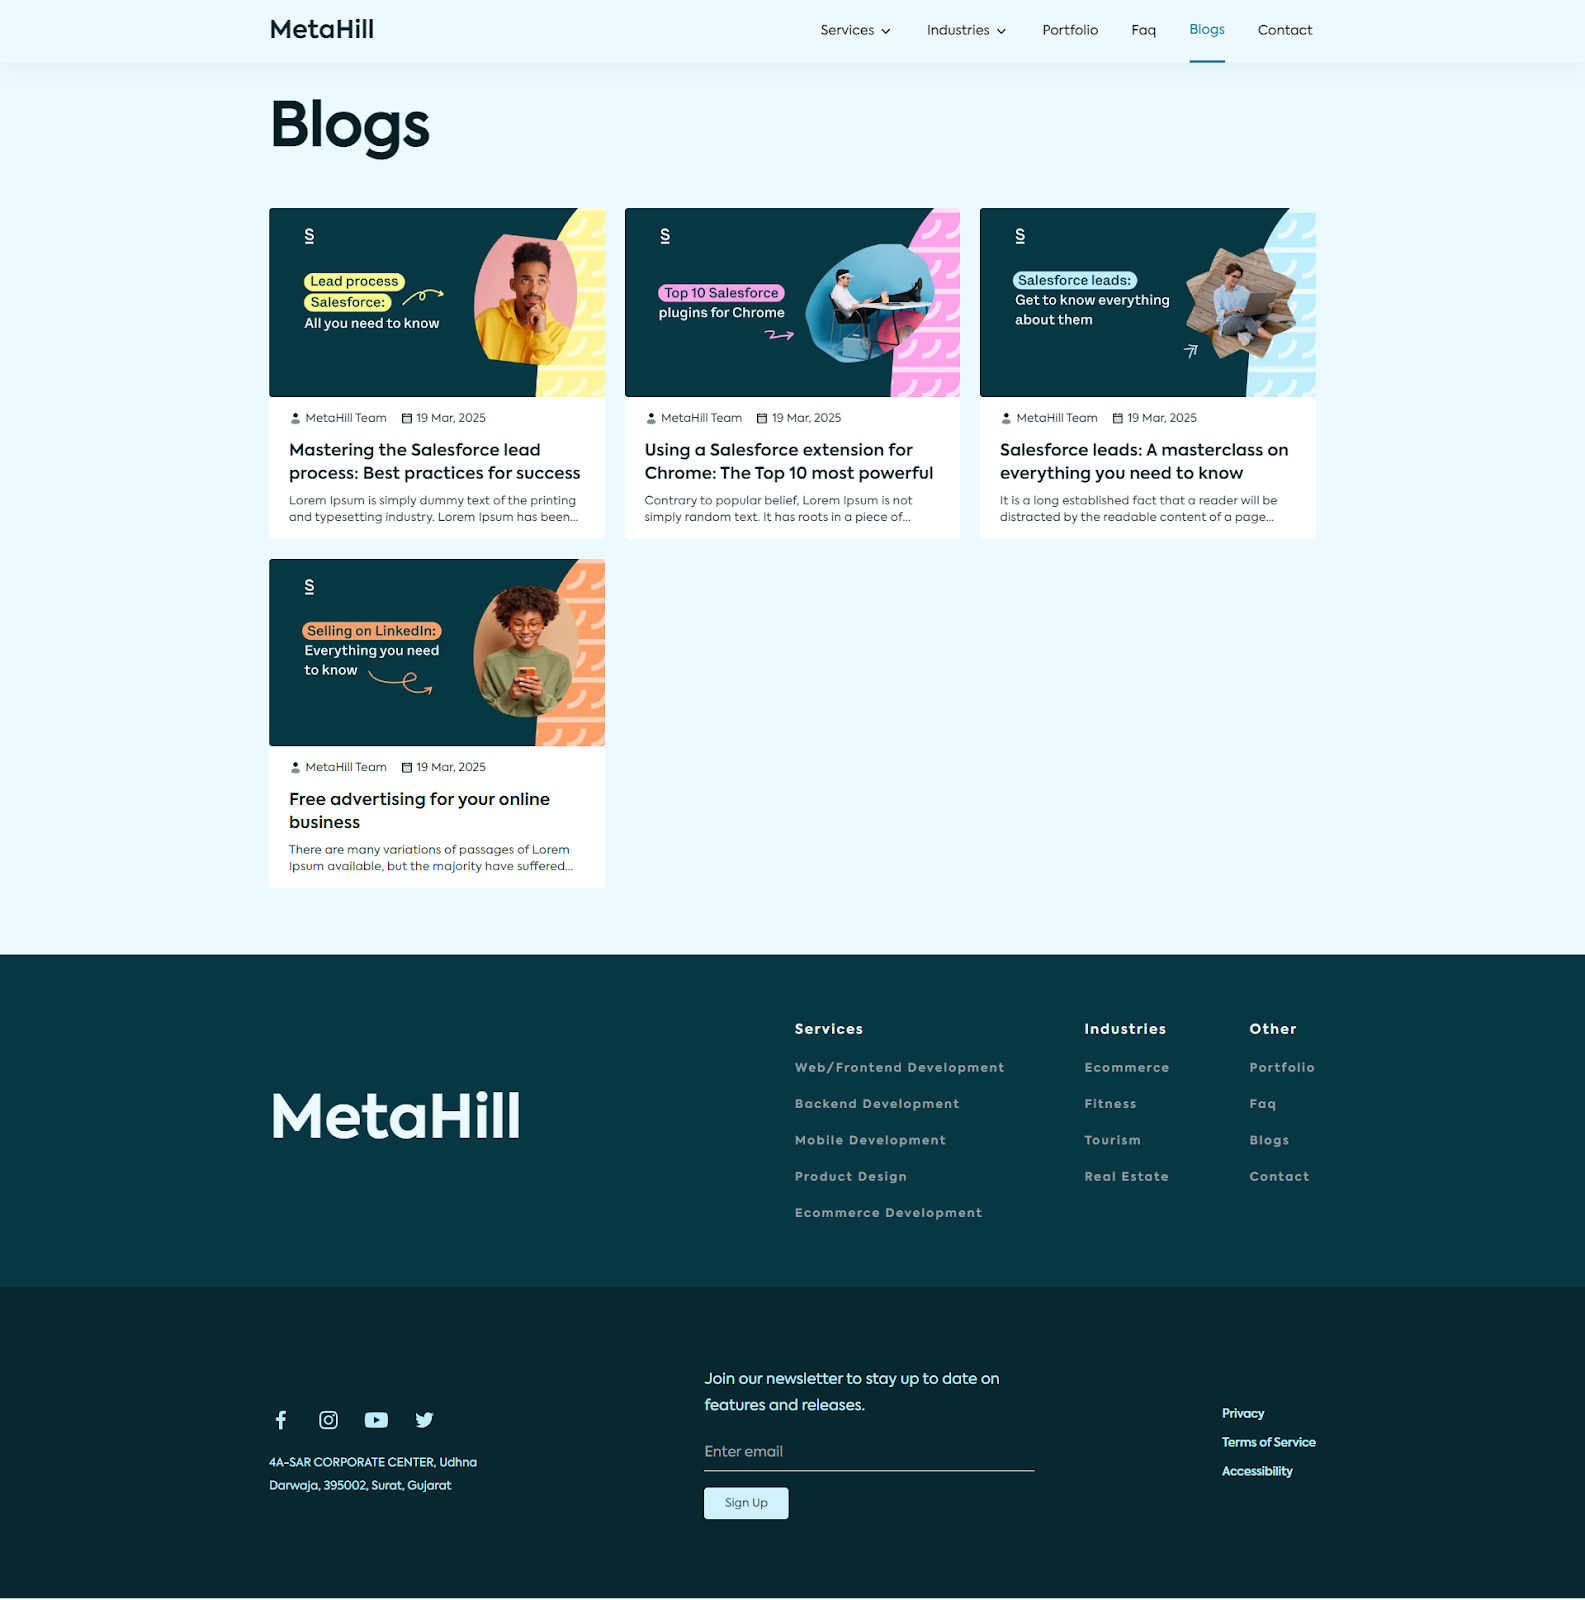 MetaHill
Services
Industries
Portfolio
Faq
Blogs
Contact
Blogs
S
Lead process
Salesforce:
All you need to know
MetaHill Team
19 Mar, 2025
Mastering the Salesforce lead
process: Best practices for success
Lorem Ipsum is simply dummy text of the printing
and typesetting industry. Lorem Ipsum has been...
S
Top 10 Salesforce
plugins for Chrome
MetaHill Team
19 Mar, 2025
Using a Salesforce extension for
Chrome: The Top 10 most powerful
Contrary to popular belief, Lorem Ipsum is not
simply random text. It has roots in a piece of...
S
Salesforce leads:
Get to know everything
about them
MetaHill Team
19 Mar, 2025
Salesforce leads: A masterclass on
everything you need to know
It is a long established fact that a reader will be
distracted by the readable content of a page...
S
Selling on LinkedIn:
Everything you need
to know
MetaHill Team
19 Mar, 2025
Free advertising for your online
business
There are many variations of passages of Lorem
Ipsum available, but the majority have suffered...
MetaHill
Services
Web/Frontend Development
Backend Development
Mobile Development
Product Design
Ecommerce Development
Industries
Ecommerce
Fitness
Tourism
Real Estate
Other
Portfolio
Faq
Blogs
Contact
4A-SAR CORPORATE CENTER, Udhna
Darwaja, 395002, Surat, Gujarat
Join our newsletter to stay up to date on
features and releases.
Enter email
Sign Up
Privacy
Terms of Service
Accessibility